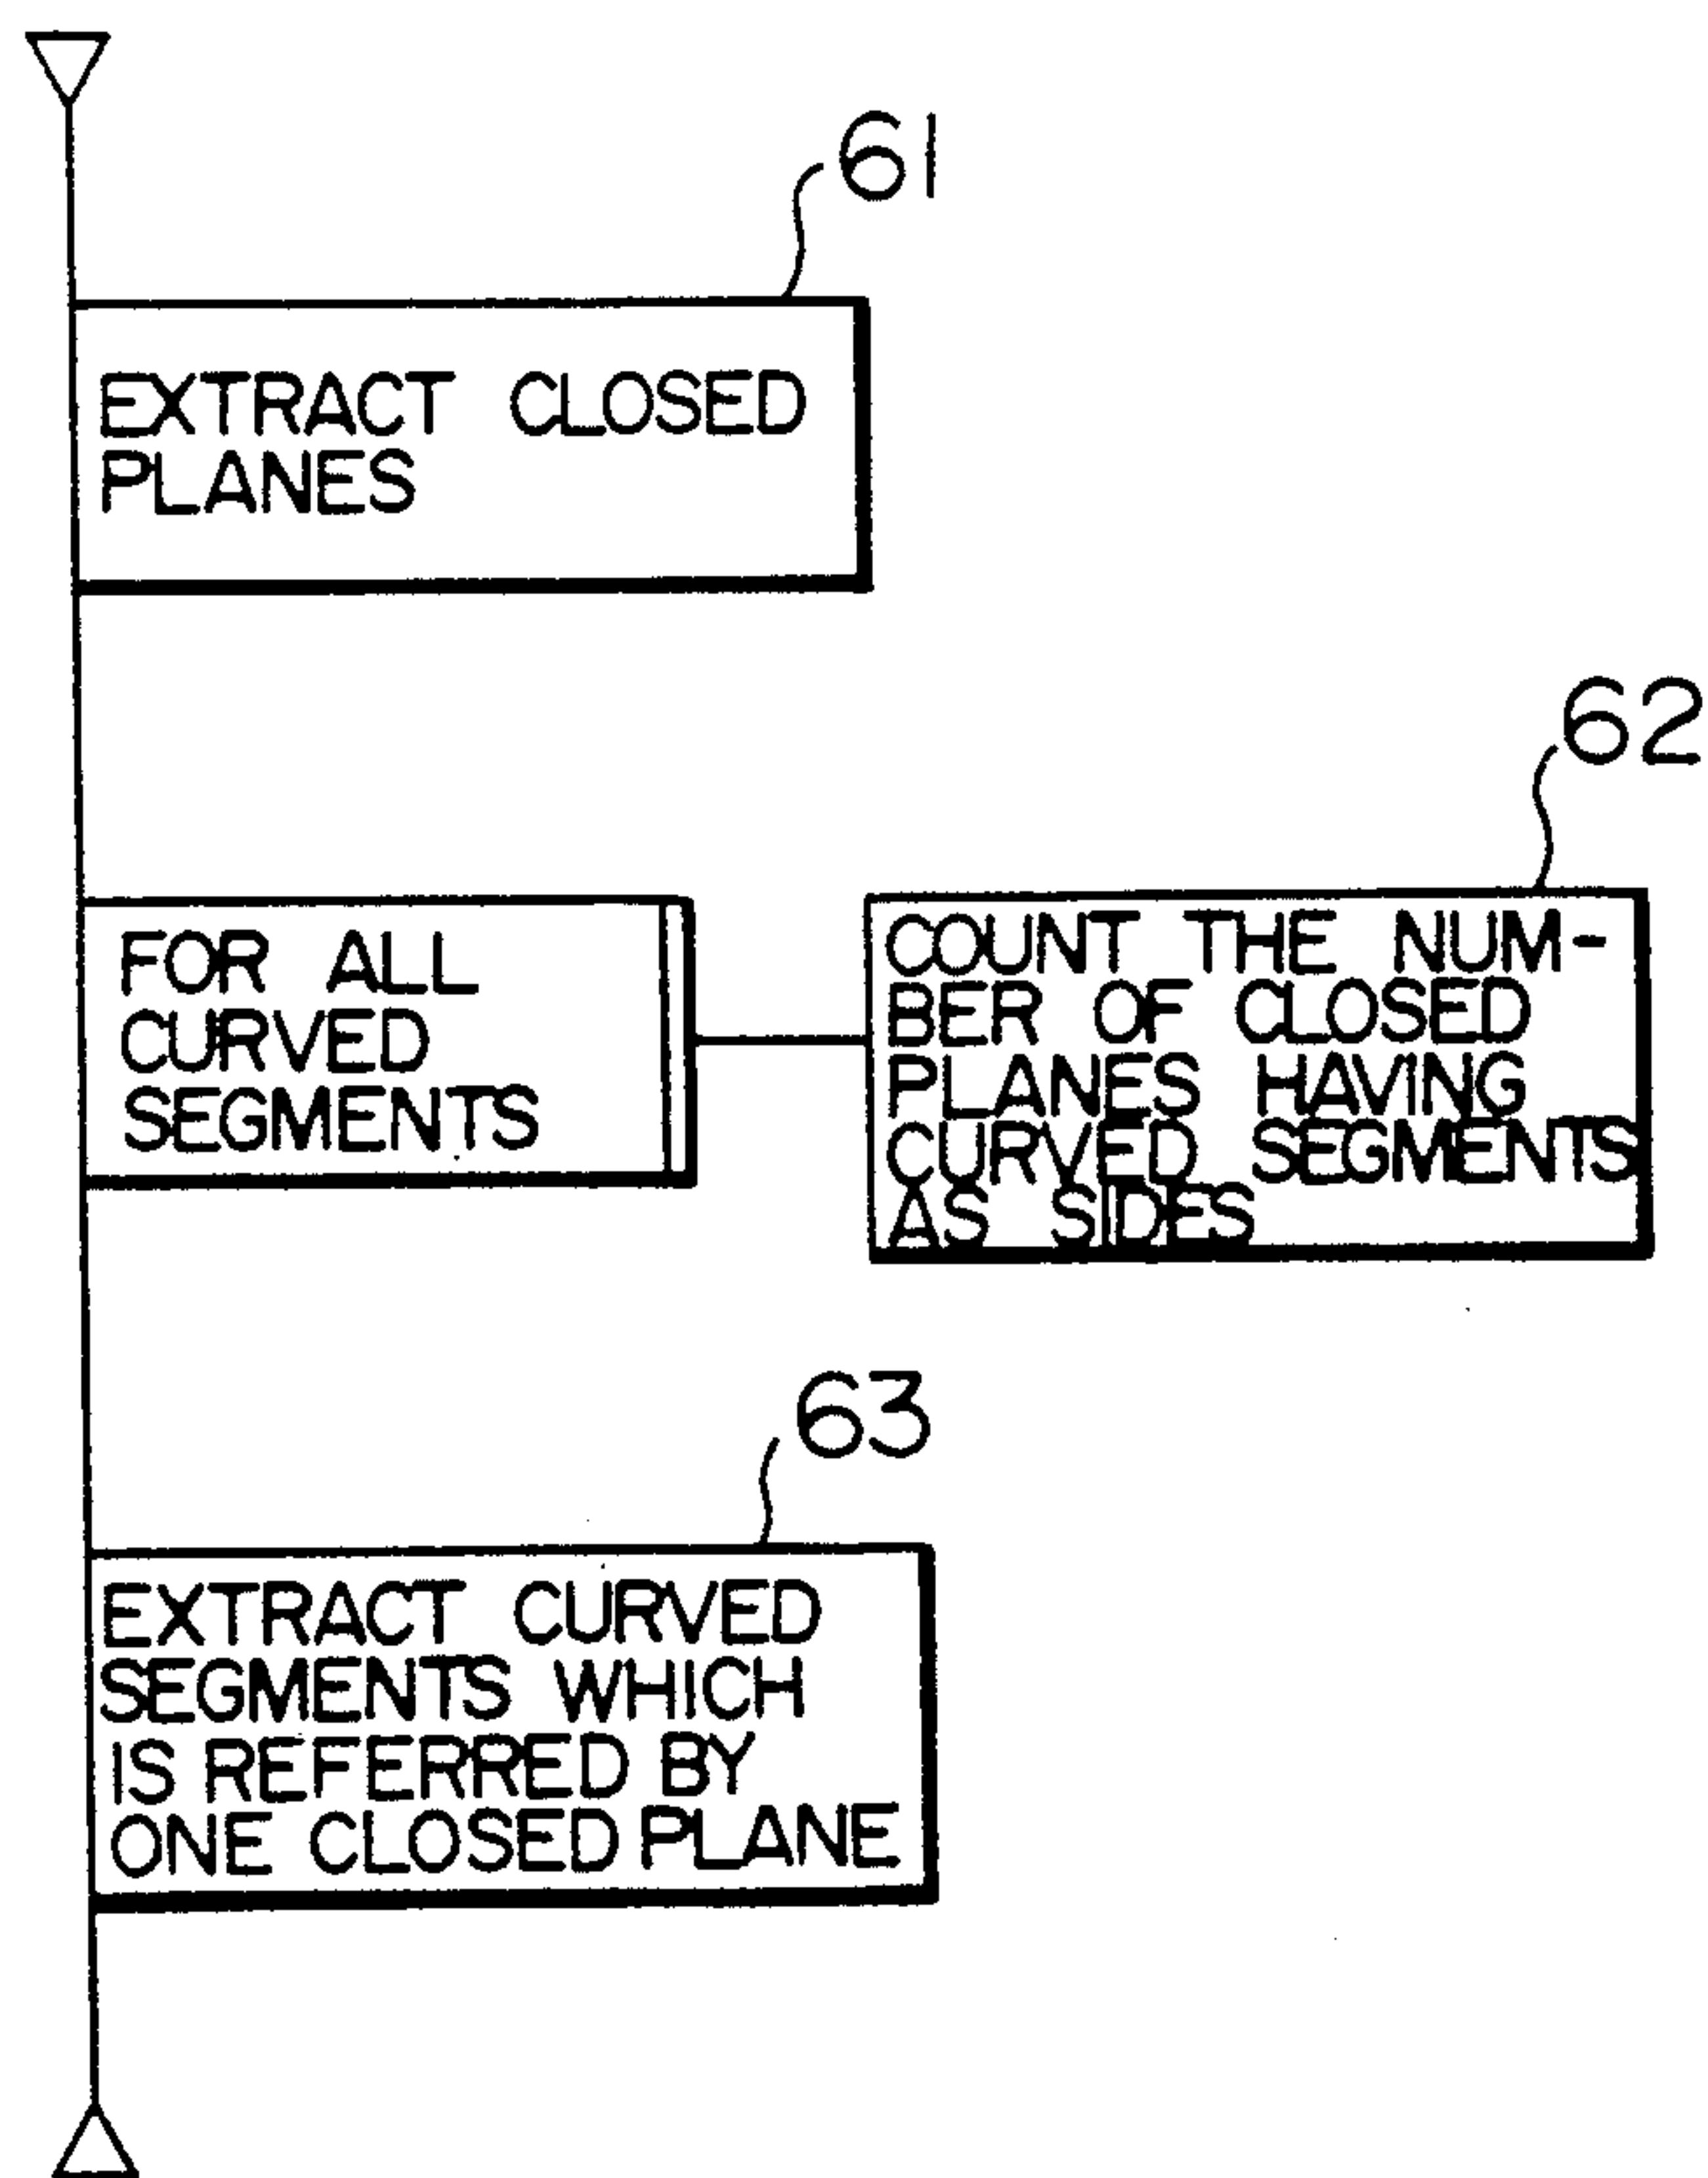 61
EXTRACT CLOSED
PLANES
62
FOR ALL
CURVED
SEGMENTS
COUNT THE NUM-
BER OF CLOSED
PLANES HAVING
CURVED SEGMENTS
AS SIDES
63
EXTRACT CURVED
SEGMENTS WHICH
IS REFERRED BY
ONE CLOSED PLANE